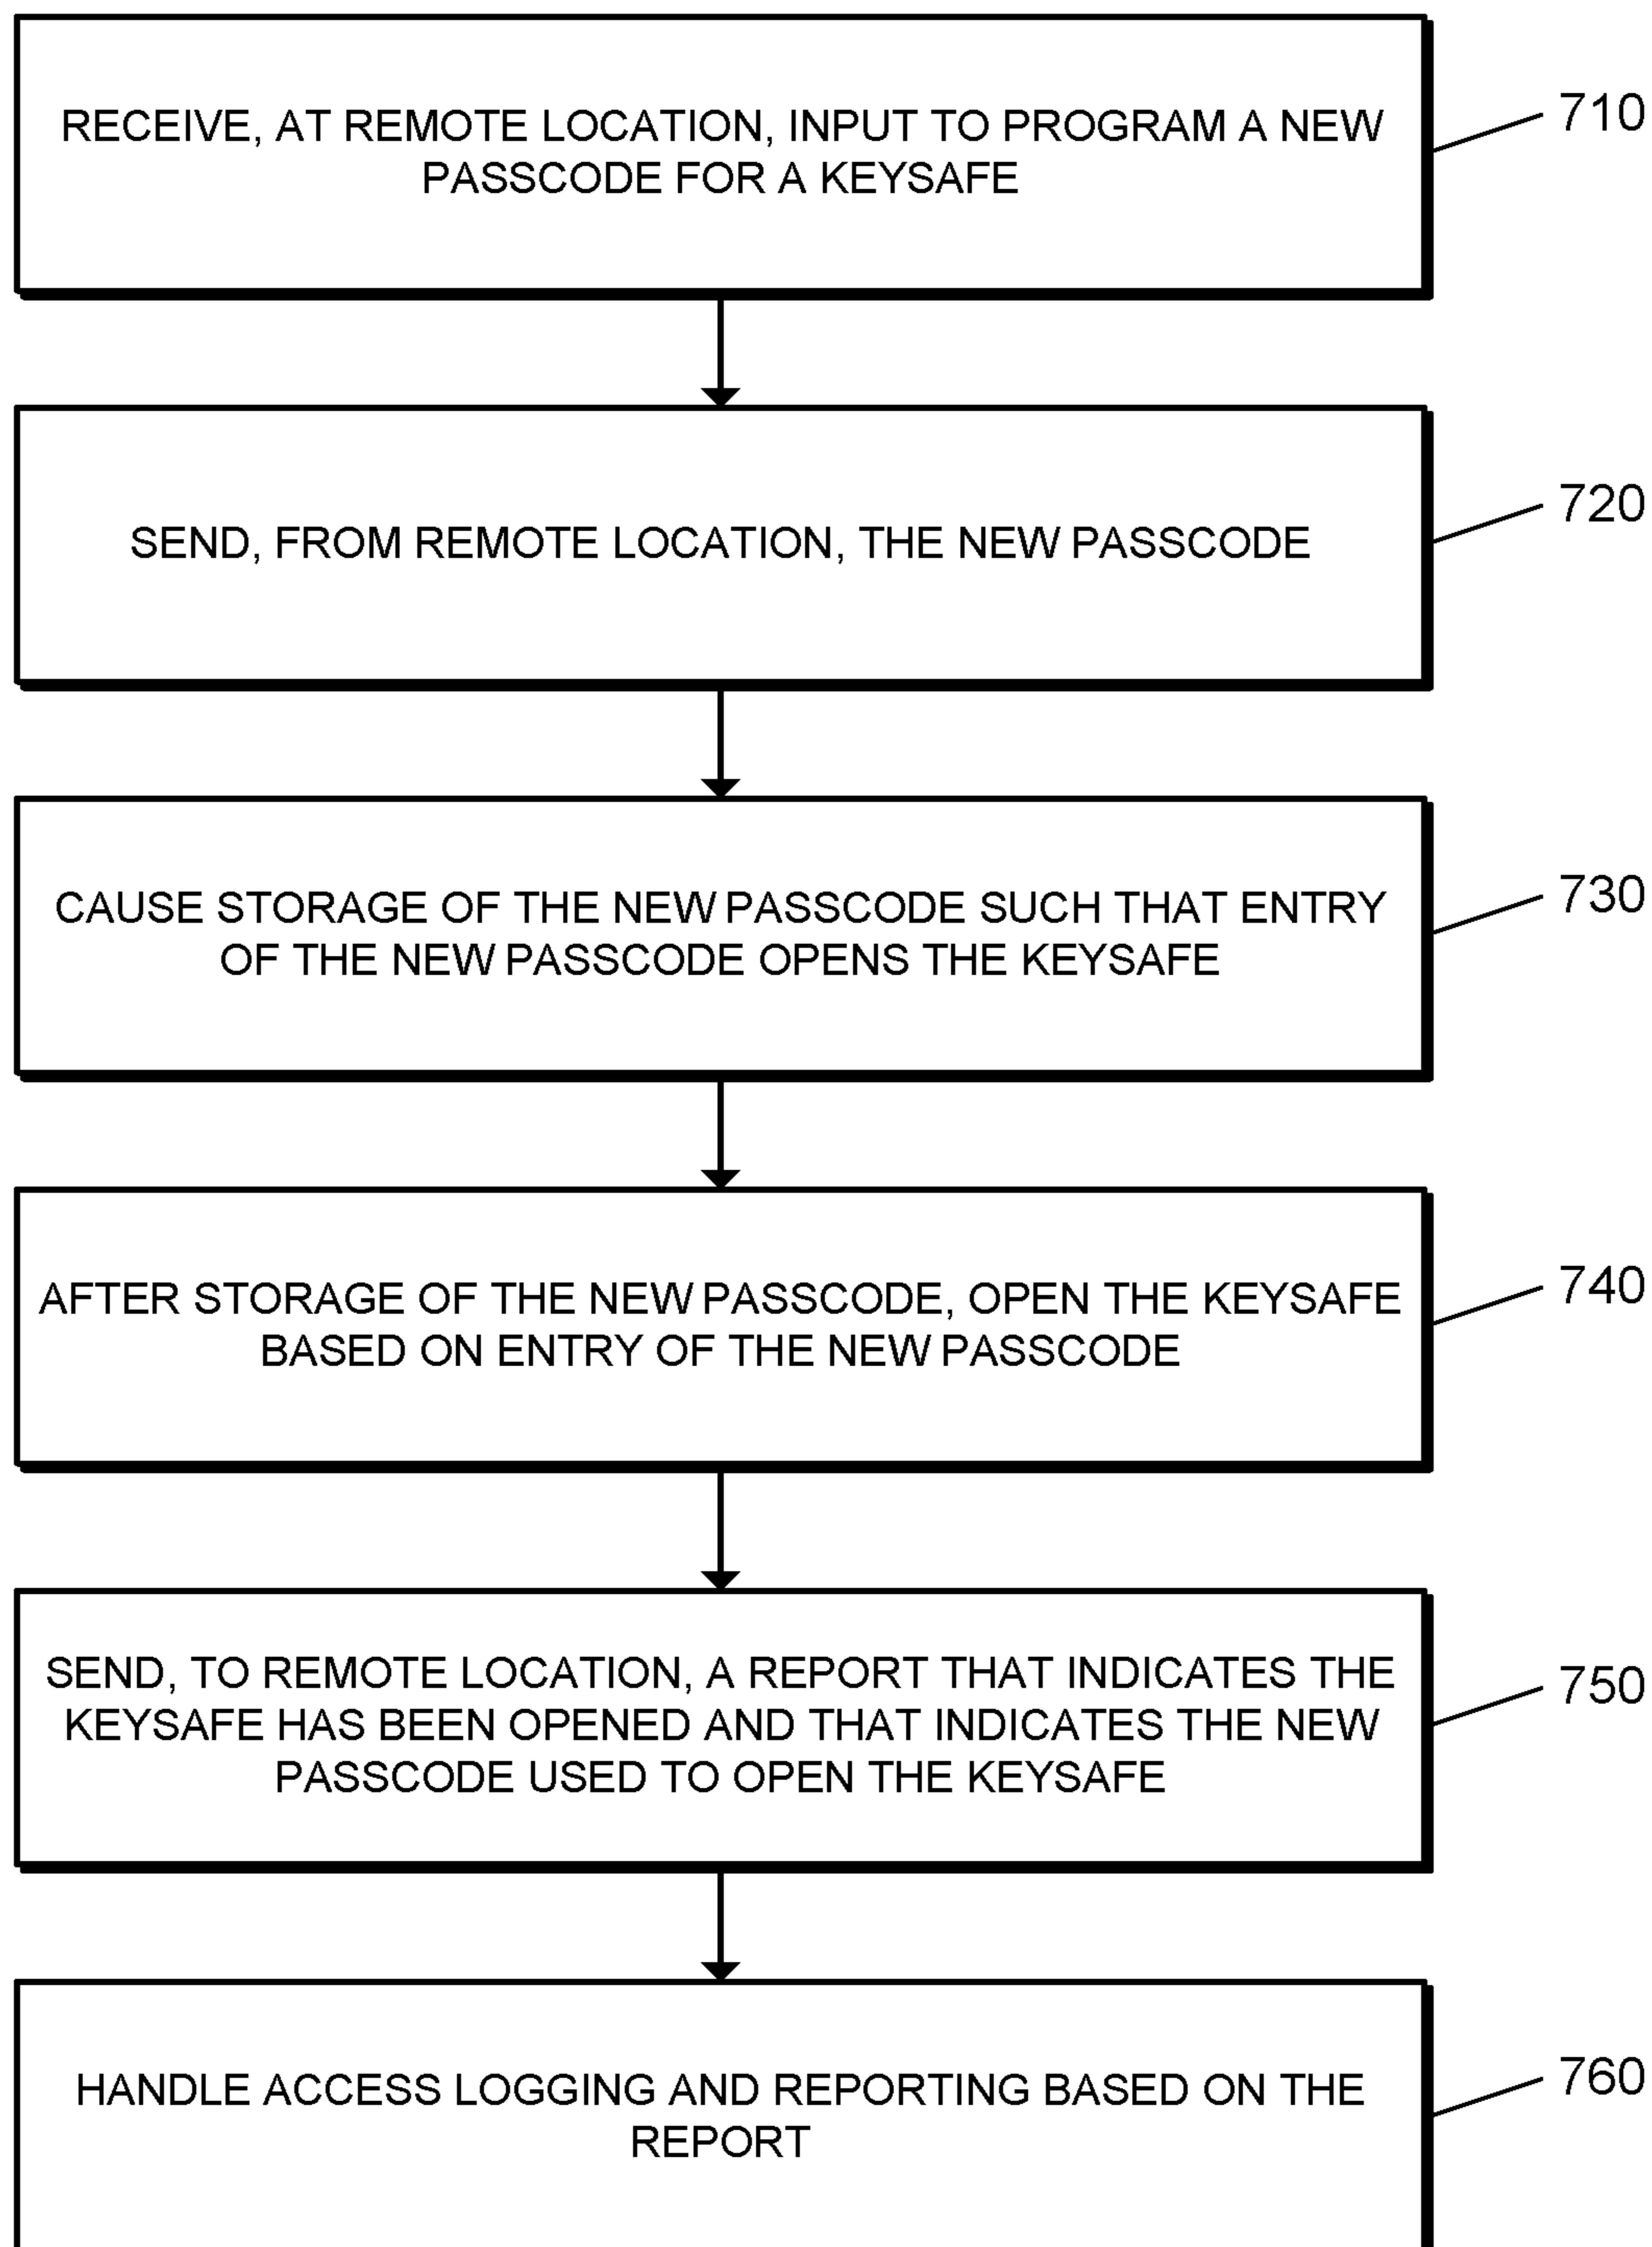 RECEIVE, AT REMOTE LOCATION, INPUT TO PROGRAM A NEW
PASSCODE FOR A KEYSAFE
710
SEND, FROM REMOTE LOCATION, THE NEW PASSCODE
720
CAUSE STORAGE OF THE NEW PASSCODE SUCH THAT ENTRY
OF THE NEW PASSCODE OPENS THE KEYSAFE
730
AFTER STORAGE OF THE NEW PASSCODE, OPEN THE KEYSAFE
BASED ON ENTRY OF THE NEW PASSCODE
740
SEND, TO REMOTE LOCATION, A REPORT THAT INDICATES THE
KEYSAFE HAS BEEN OPENED AND THAT INDICATES THE NEW
PASSCODE USED TO OPEN THE KEYSAFE
750
HANDLE ACCESS LOGGING AND REPORTING BASED ON THE
REPORT
760